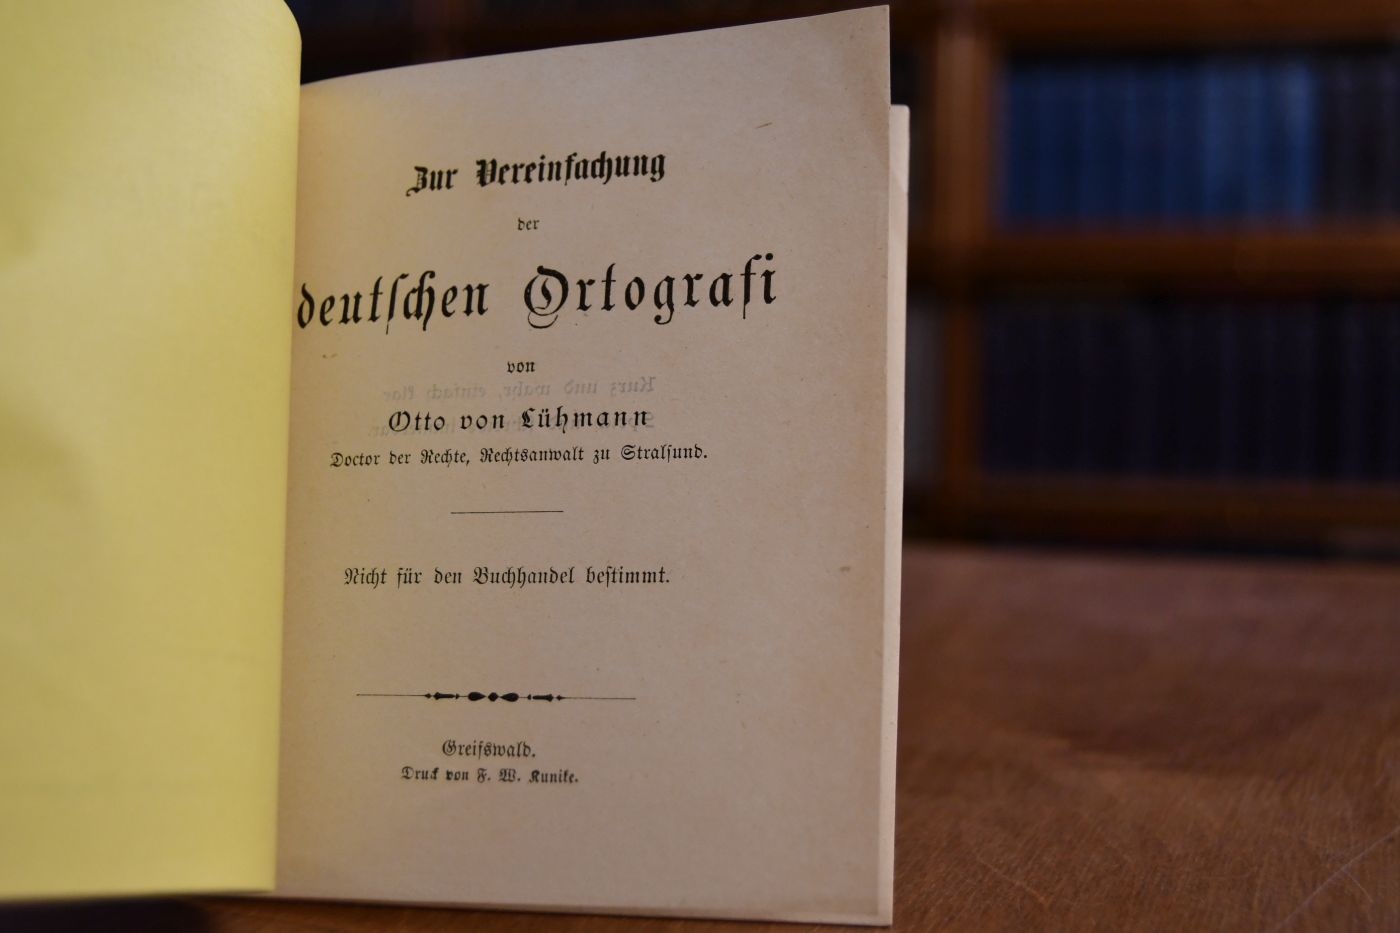 Zur Vereinfachung
der
deutschen Ortografi
von
Otto von Lühmann
Doctor der Rechte, Rechtsanwalt zu Stralsund.
Nicht für den Buchhandel bestimmt.
Greifswald.
Druck von F. W. Kunike.